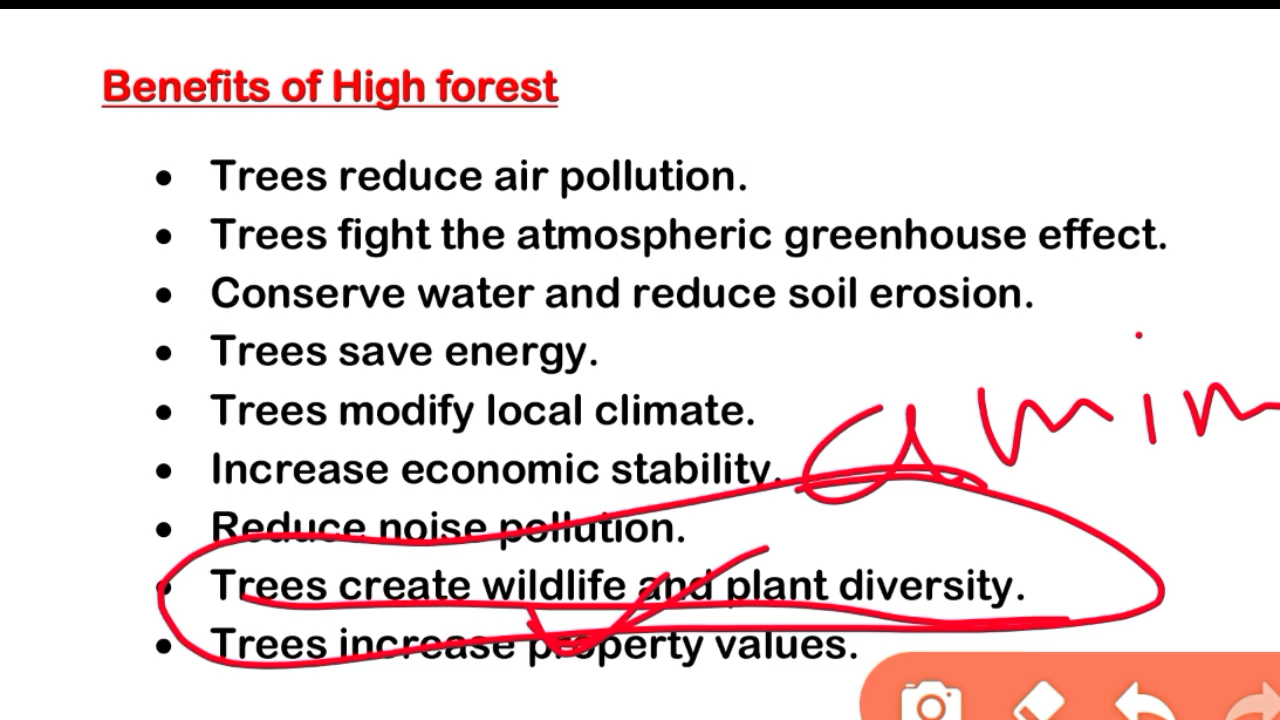 Benefits of High forest
• Trees reduce air pollution.
• Trees fight the atmospheric greenhouse effect.
• Conserve water and reduce soil erosion.
• Trees save energy.
• Trees modify local climate.
• Increase economic stability.
amin
• Reduce noise pollution.
• Trees create wildlife and plant diversity.
• Trees increase property values.